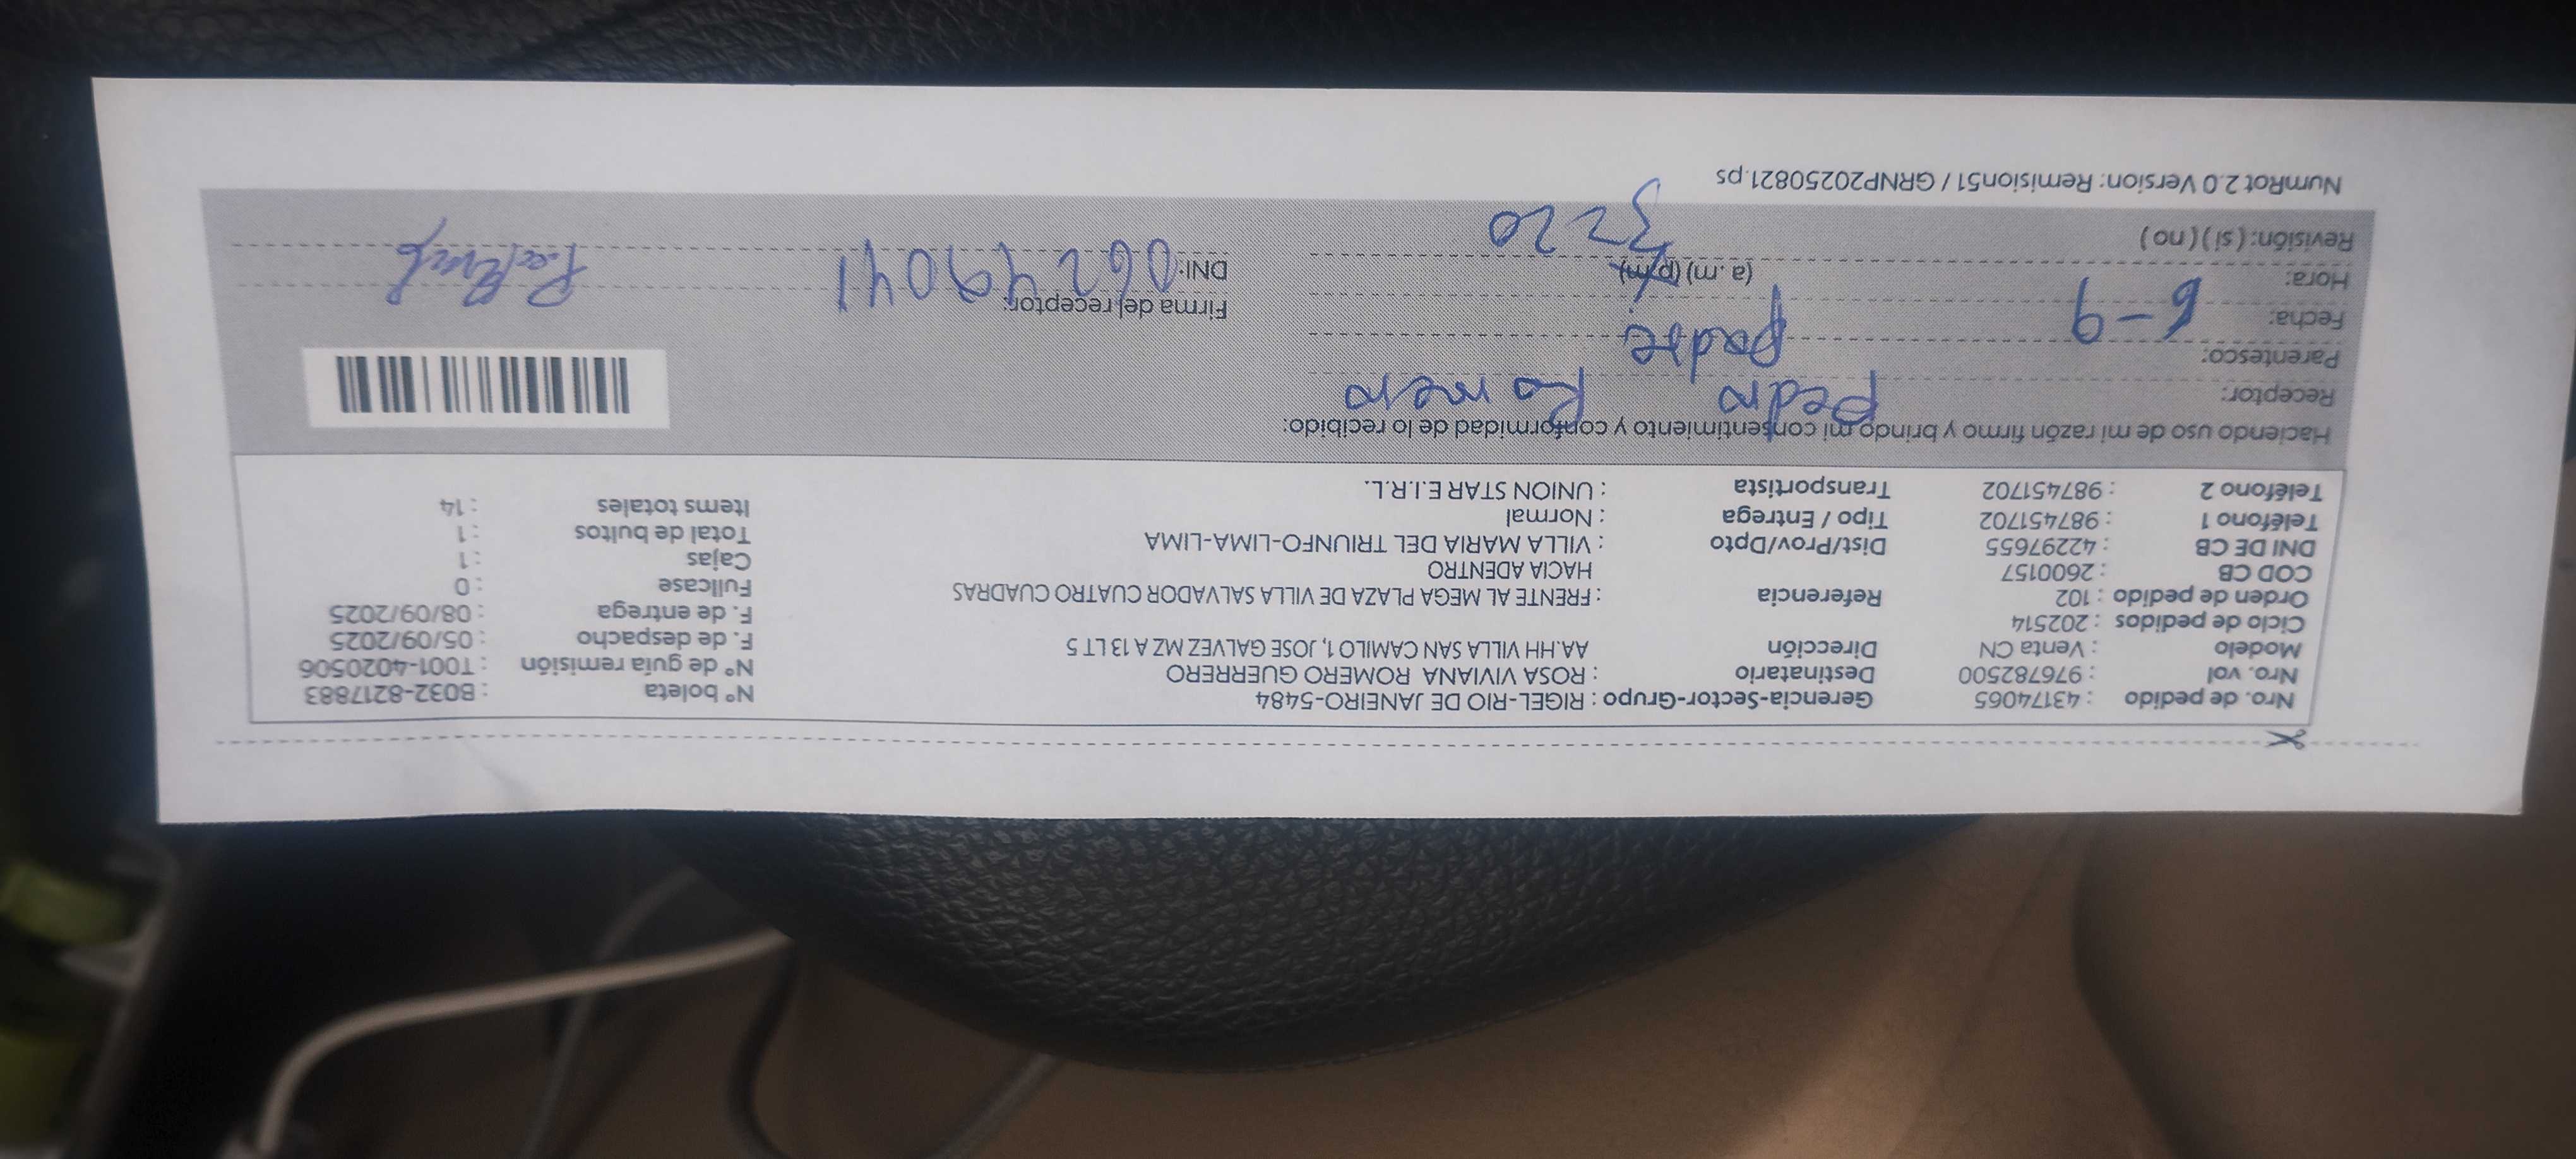 Nro. de pedido : 43174065 Gerencia-Sector-Grupo : RIGEL-RIO DE JANEIRO-5484 N° boleta : B032-8217883
Nro. vol : 976782500 Destinatario : ROSA VIVIANA ROMERO GUERRERO N° de guía remisión : T001-4020506
Modelo : Venta CN Dirección AA.HH VILLA SAN CAMILO 1, JOSE GALVEZ MZ A 13 LT 5 F. de despacho : 05/09/2025
Ciclo de pedidos : 202514 F. de entrega : 08/09/2025
Orden de pedido : 102 Referencia : FRENTE AL MEGA PLAZA DE VILLA SALVADOR CUATRO CUADRAS Fullcase : 0
COD CB : 2600157 HACIA ADENTRO Cajas : 1
DNI DE CB : 42297655 Dist/Prov/Dpto : VILLA MARIA DEL TRIUNFO-LIMA-LIMA Total de bultos : 1
Teléfono 1 : 987451702 Tipo / Entrega : Normal Items totales : 14
Teléfono 2 : 987451702 Transportista : UNION STAR E.I.R.L.
Haciendo uso de mi razón firmo y brindo mi consentimiento y conformidad de lo recibido:
Receptor: Pedro Romero
Parentesco: padre
Fecha: 6-9 Firma del receptor:
Hora: (a.m) (p.m) 3=20 DNI: 06249041
Revisión: ( si ) ( no )
NumRot 2.0 Version: Remision51 / GRNP20250821.ps